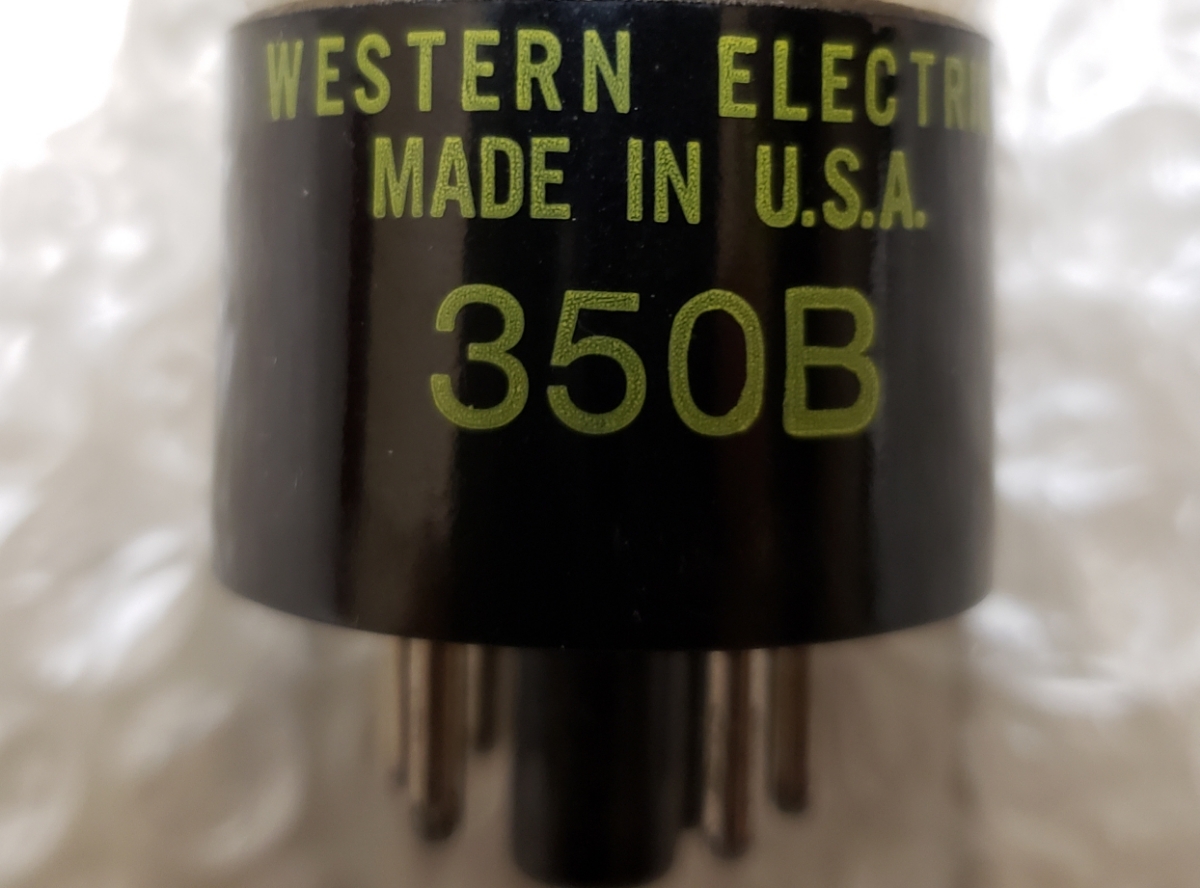 WESTERN ELECTRI
MADE IN U.S.A.
350B